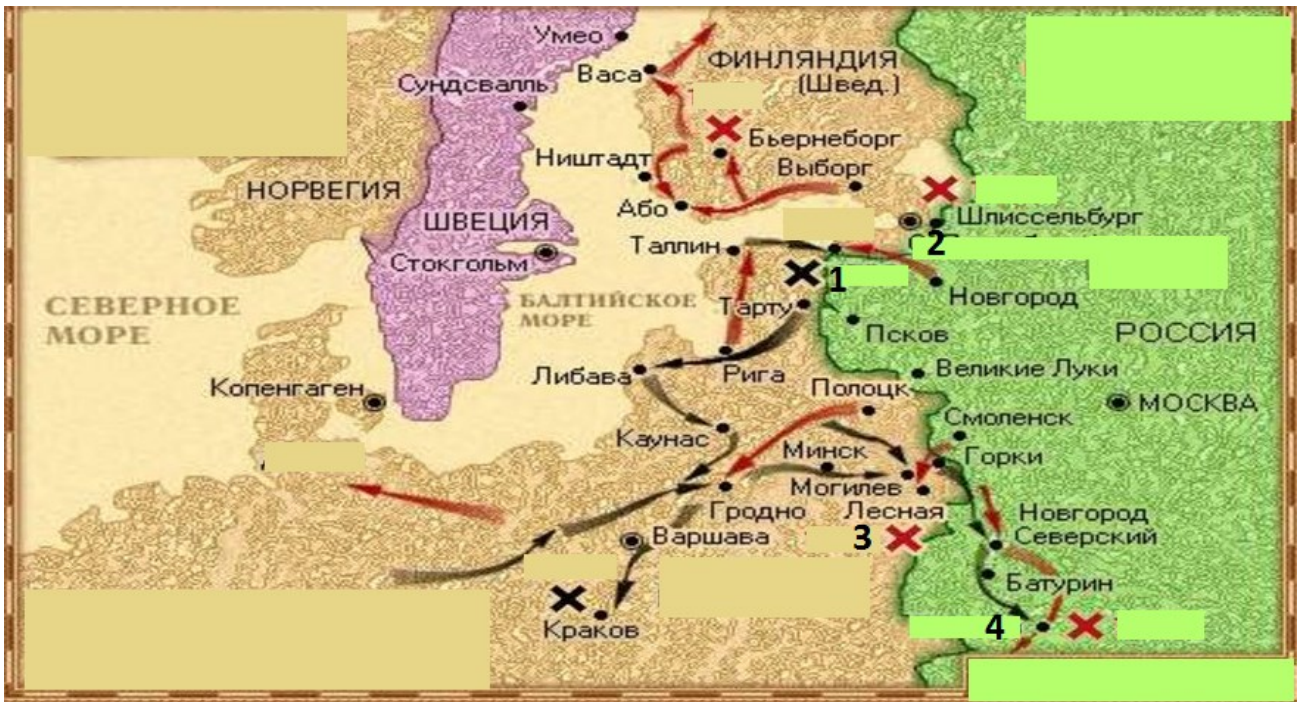 Умео
ФИНЛЯНДИЯ
(Швед.)
Васа
Сундсвалль
Бьернеборг
Ништадт
Выборг
НОРВЕГИЯ
Або
Шлиссельбург
ШВЕЦИЯ
Таллин
2
Стокгольм
1
Новгород
СЕВЕРНОЕ
МОРЕ
БАЛТИЙСКОЕ
МОРЕ
Тарту
Псков
РОССИЯ
Либава
Рига
Великие Луки
Копенгаген
Полоцк
МОСКВА
Смоленск
Каунас
Минск
Горки
Могилев
Гродно
Лесная
Новгород
Северский
Варшава
3
Батурин
Краков
4